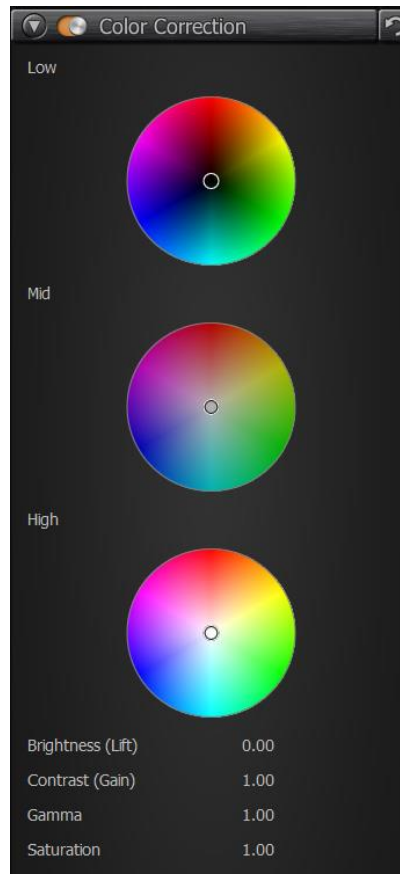 Color Correction
Low
Mid
High
Brightness (Lift) 0.00
Contrast (Gain) 1.00
Gamma 1.00
Saturation 1.00